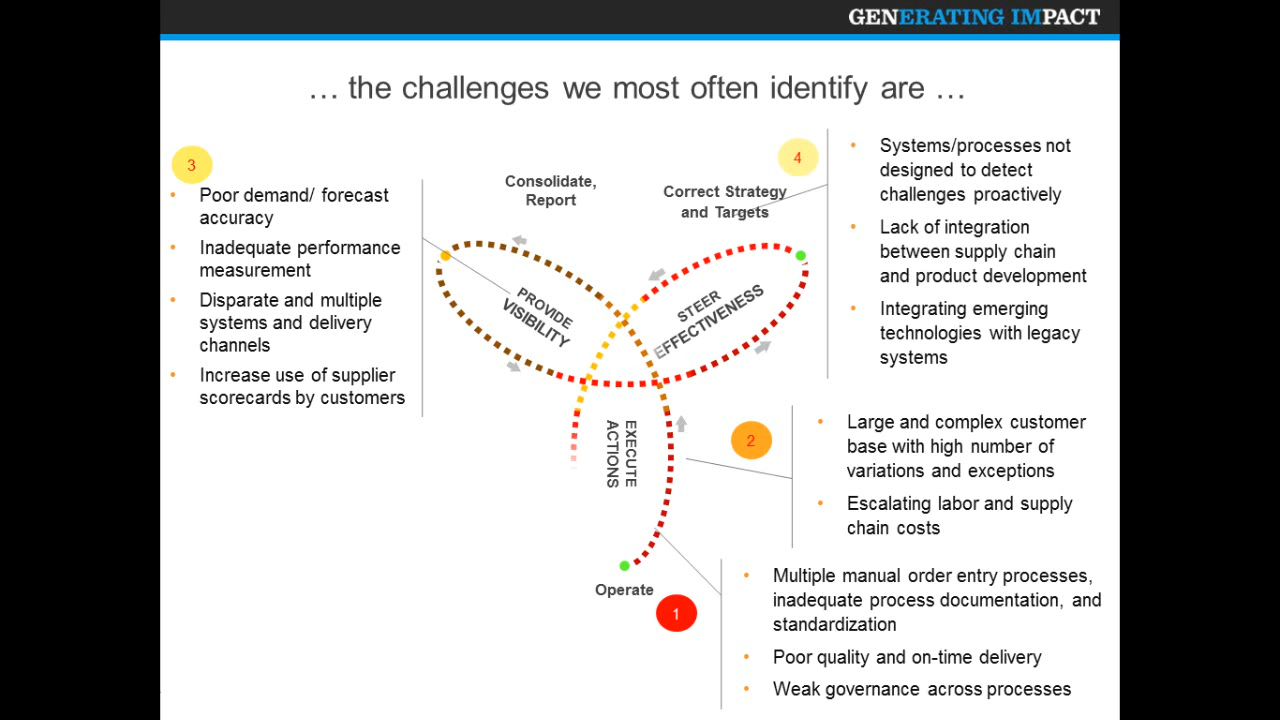 GENERATING IMPACT
… the challenges we most often identify are …
3
Poor demand/ forecast
accuracy
Inadequate performance
measurement
Disparate and multiple
systems and delivery
channels
Increase use of supplier
scorecards by customers
Consolidate,
Report
Correct Strategy
and Targets
PROVIDE
VISIBILITY
STEER
EFFECTIVENESS
EXECUTE
ACTIONS
Operate
4
Systems/processes not
designed to detect
challenges proactively
Lack of integration
between supply chain
and product development
Integrating emerging
technologies with legacy
systems
2
Large and complex customer
base with high number of
variations and exceptions
Escalating labor and supply
chain costs
1
Multiple manual order entry processes,
inadequate process documentation, and
standardization
Poor quality and on-time delivery
Weak governance across processes